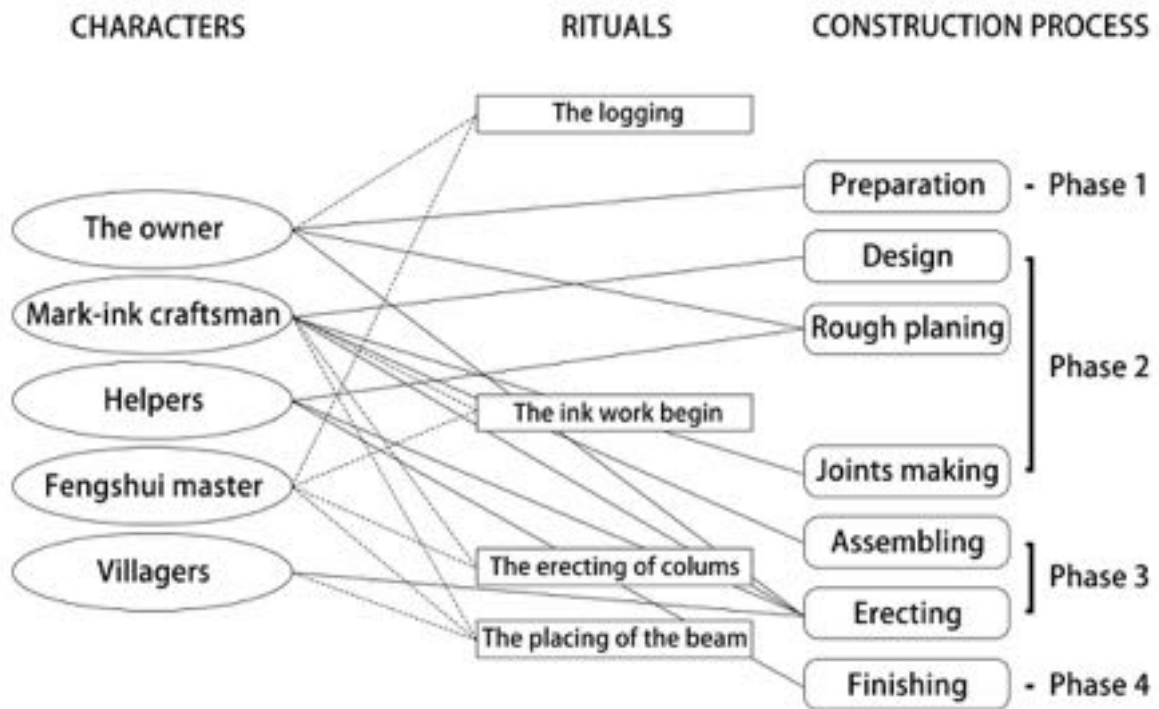 CHARACTERS
RITUALS
CONSTRUCTION PROCESS
The logging
Preparation
- Phase 1
The owner
Design
Mark-ink craftsman
Rough planing
Phase 2
Helpers
The ink work begin
Joints making
Fengshui master
Assembling
The erecting of colums
Phase 3
Villagers
Erecting
The placing of the beam
Finishing
- Phase 4